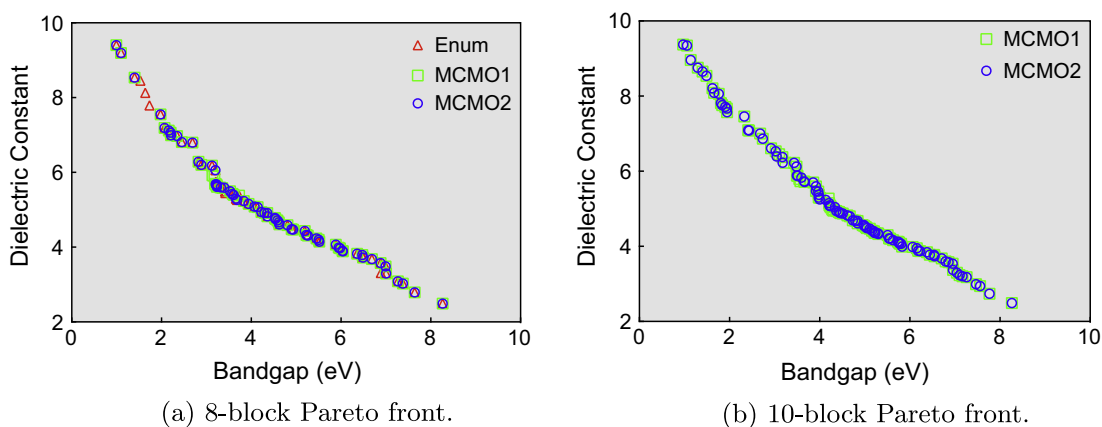 10
8
6
4
2
0
2
4
6
8
10
Dielectric Constant
Bandgap (eV)
Enum
MCMO1
MCMO2
(a) 8-block Pareto front.
10
8
6
4
2
0
2
4
6
8
10
Dielectric Constant
Bandgap (eV)
MCMO1
MCMO2
(b) 10-block Pareto front.